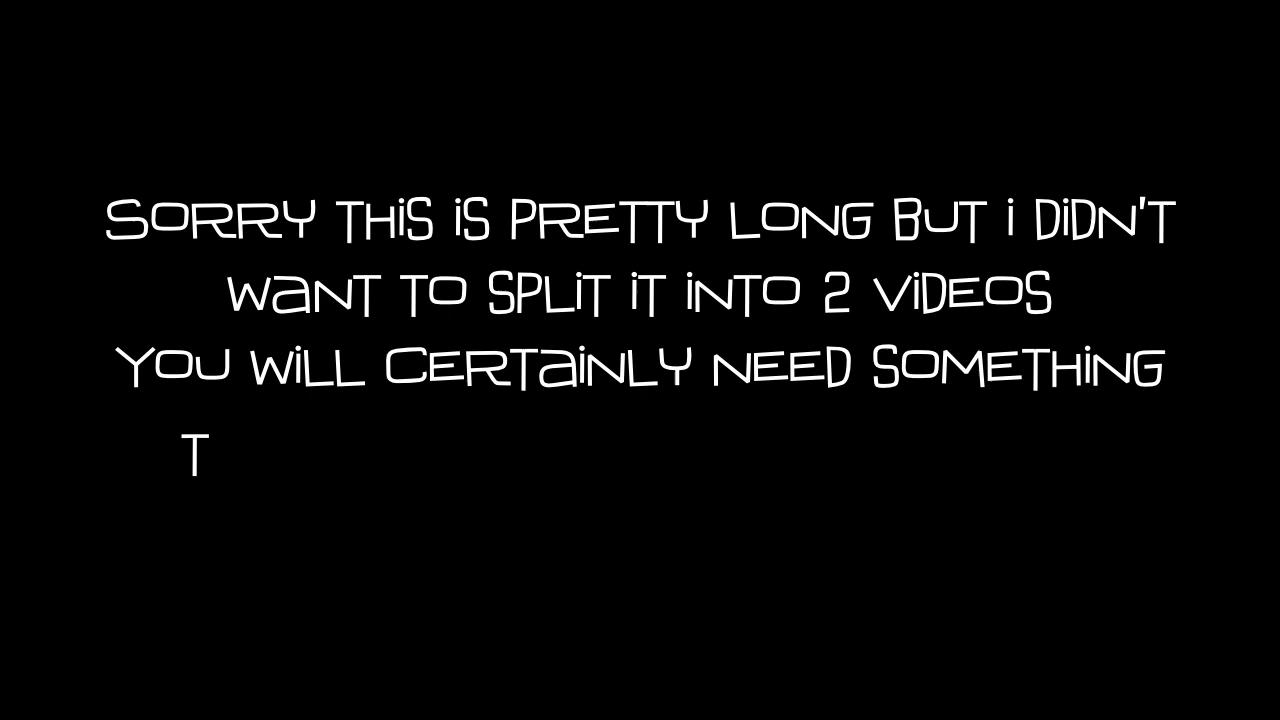 Sorry this is pretty long but i didn't
want to split it into 2 videos
You will certainly need something
t